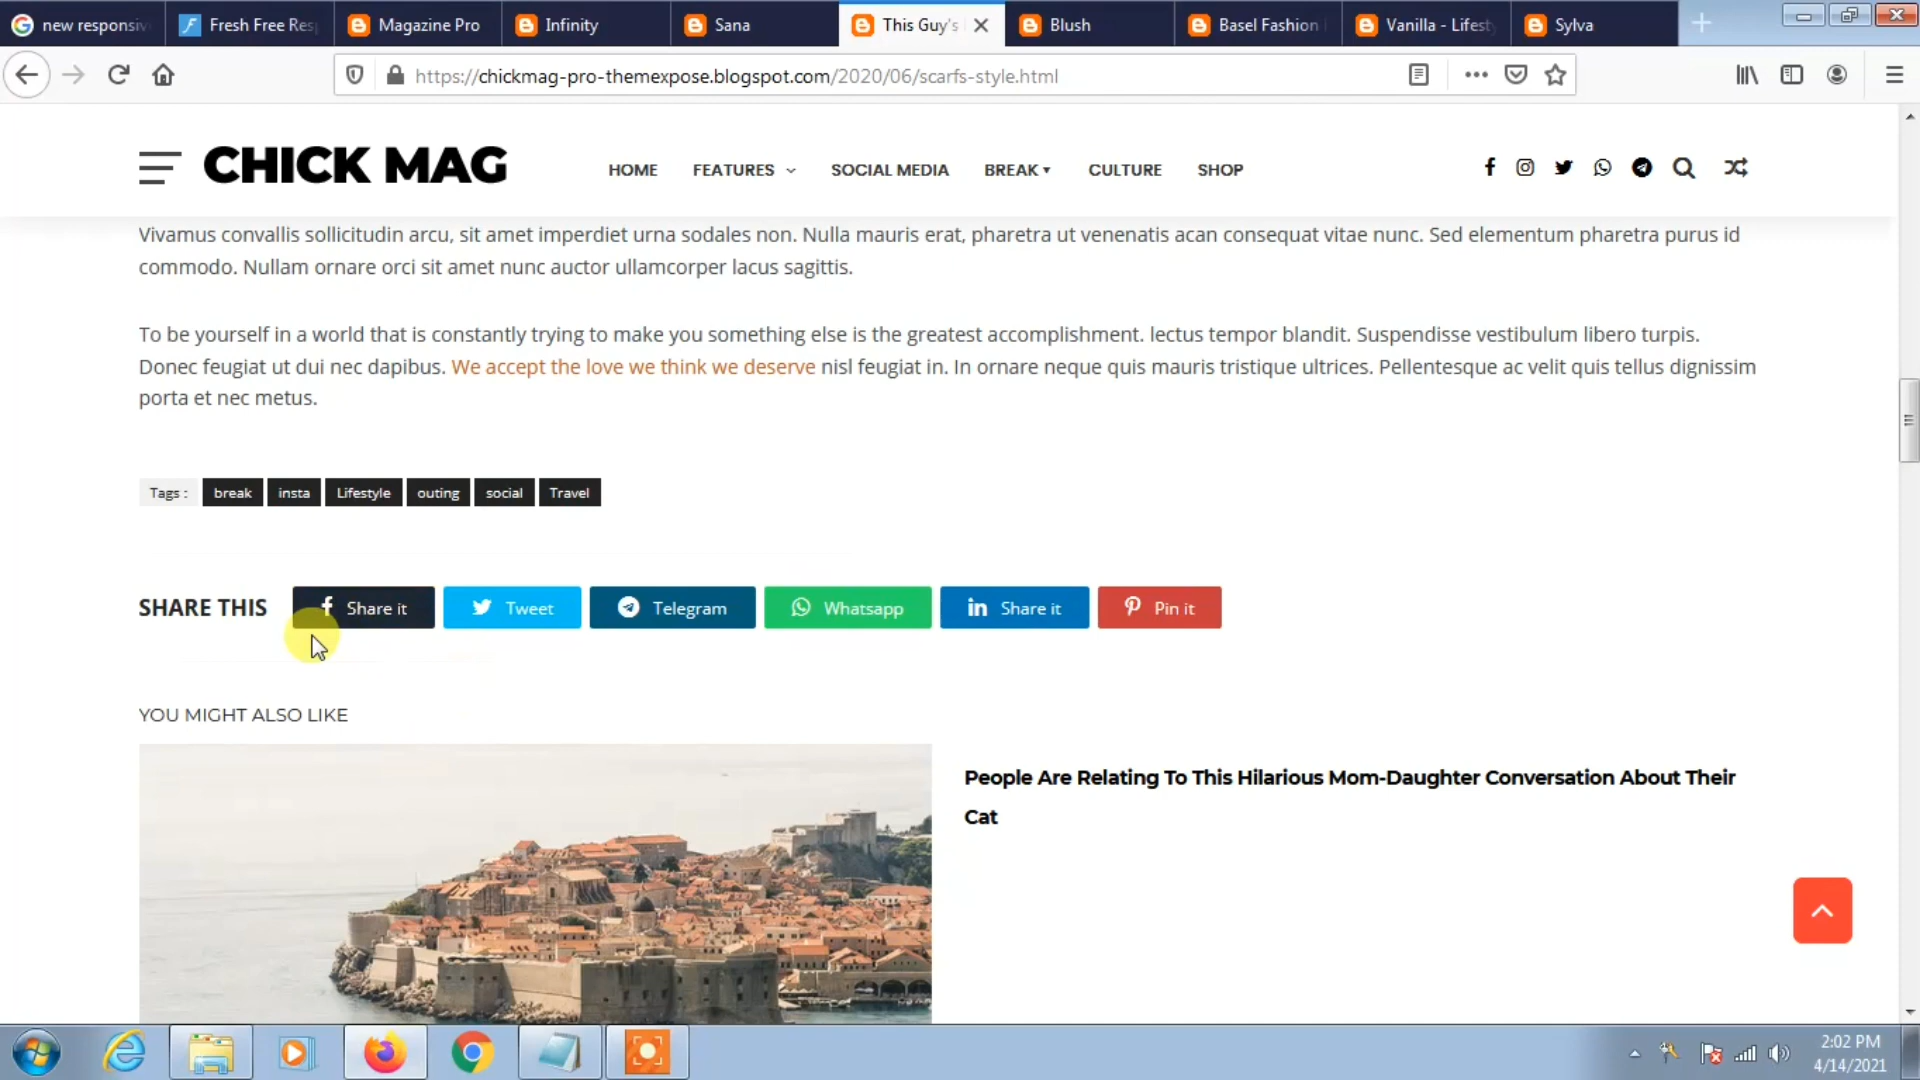 new responsiv
Fresh Free Res
Magazine Pro
Infinity
Sana
This Guy's
Blush
Basel Fashion
Vanilla - Lifesty
Sylva
https://chickmag-pro-themexpose.blogspot.com/2020/06/scarfs-style.html
CHICK MAG
HOME
FEATURES
SOCIAL MEDIA
BREAK
CULTURE
SHOP
Vivamus convallis sollicitudin arcu, sit amet imperdiet urna sodales non. Nulla mauris erat, pharetra ut venenatis acan consequat vitae nunc. Sed elementum pharetra purus id
commodo. Nullam ornare orci sit amet nunc auctor ullamcorper lacus sagittis.
To be yourself in a world that is constantly trying to make you something else is the greatest accomplishment. lectus tempor blandit. Suspendisse vestibulum libero turpis.
Donec feugiat ut dui nec dapibus. We accept the love we think we deserve nisl feugiat in. In ornare neque quis mauris tristique ultrices. Pellentesque ac velit quis tellus dignissim
porta et nec metus.
Tags :
break
insta
Lifestyle
outing
social
Travel
SHARE THIS
Share it
Tweet
Telegram
Whatsapp
Share it
Pin it
YOU MIGHT ALSO LIKE
People Are Relating To This Hilarious Mom-Daughter Conversation About Their
Cat
2:02 PM
4/14/2021